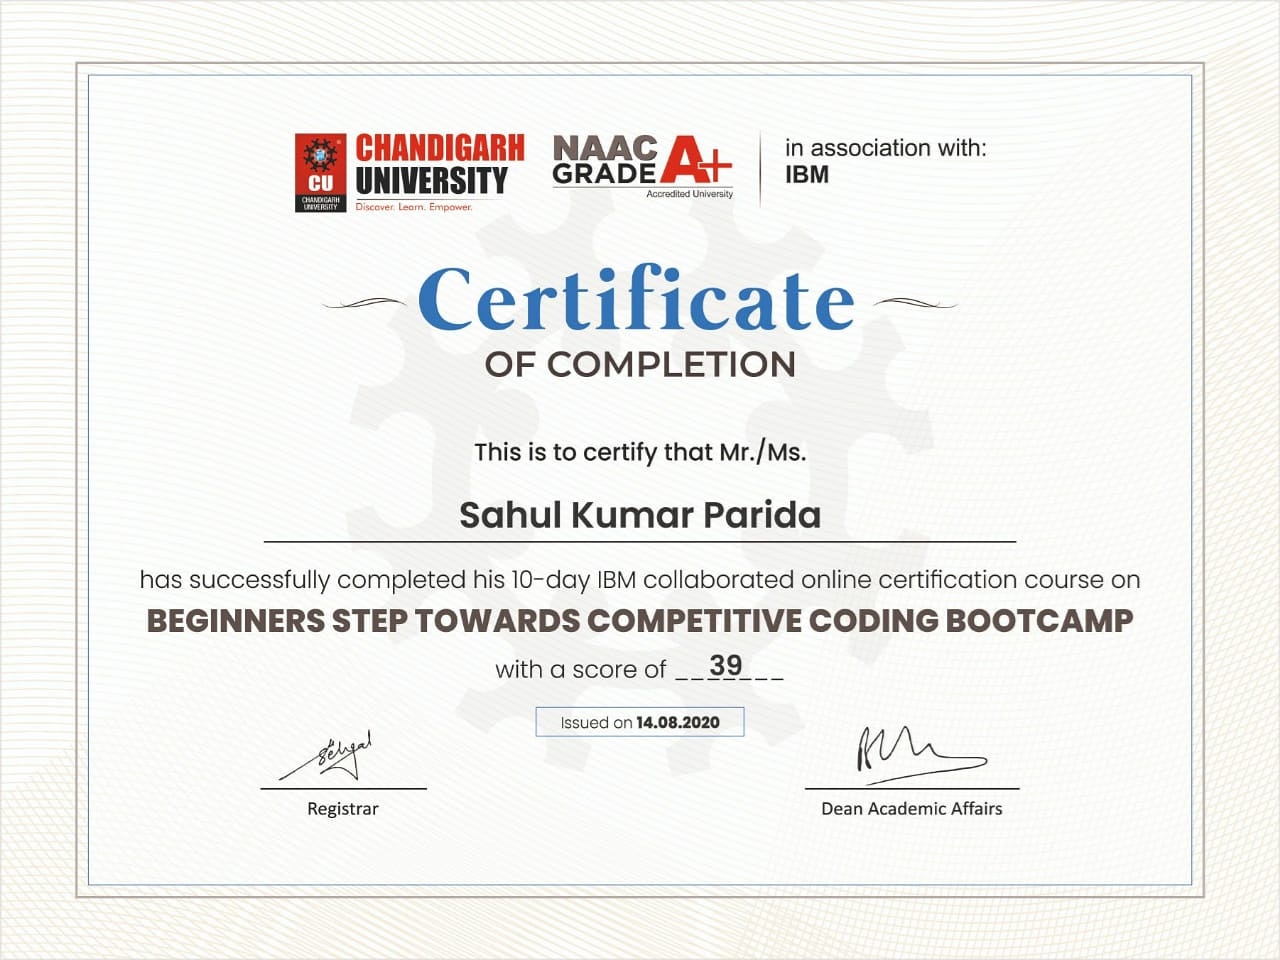 CHANDIGARH
UNIVERSITY
Discover. Learn. Empower.
CU
CHANDIGARH
UNIVERSITY
NAAC
GRADE A+
Accredited University
in association with:
IBM
Certificate
OF COMPLETION
This is to certify that Mr./Ms.
Sahul Kumar Parida
has successfully completed his 10-day IBM collaborated online certification course on
BEGINNERS STEP TOWARDS COMPETITIVE CODING BOOTCAMP
with a score of __39___
Issued on 14.08.2020
Sehgal
Registrar
Dean Academic Affairs